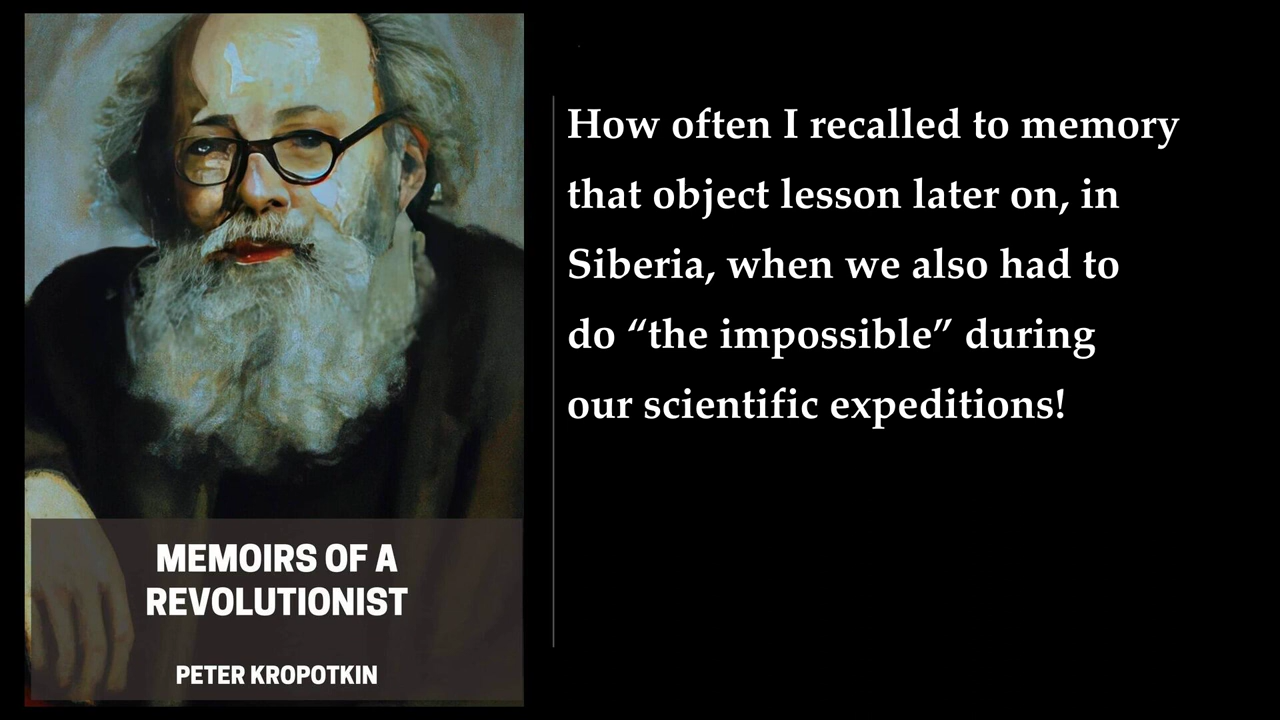 MEMOIRS OF A
REVOLUTIONIST
PETER KROPOTKIN
How often I recalled to memory
that object lesson later on, in
Siberia, when we also had to
do “the impossible” during
our scientific expeditions!